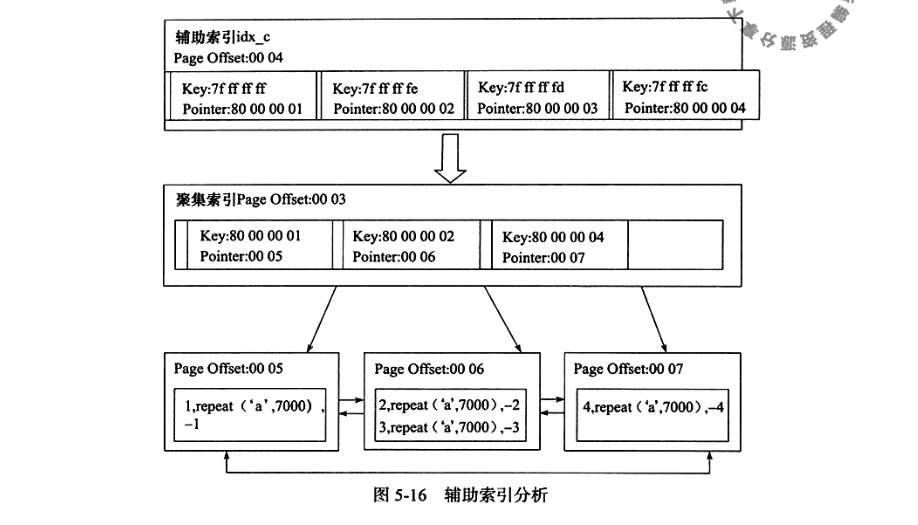 辅助索引idx_c
Page Offset:00 04
Key:7f ff ff ff
Pointer:80 00 00 01
Key:7f ff ff fe
Pointer:80 00 00 02
Key:7f ff ff fd
Pointer:80 00 00 03
Key:7f ff ff fc
Pointer:80 00 00 04
聚集索引Page Offset:00 03
Key:80 00 00 01
Pointer:00 05
Key:80 00 00 02
Pointer:00 06
Key:80 00 00 04
Pointer:00 07
Page Offset:00 05
1,repeat（‘a’,7000）,
–1
Page Offset:00 06
2,repeat（‘a’,7000）,–2
3,repeat（‘a’,7000）,–3
Page Offset:00 07
4,repeat（‘a’,7000）,–4
图 5-16 辅助索引分析
编程资源分享